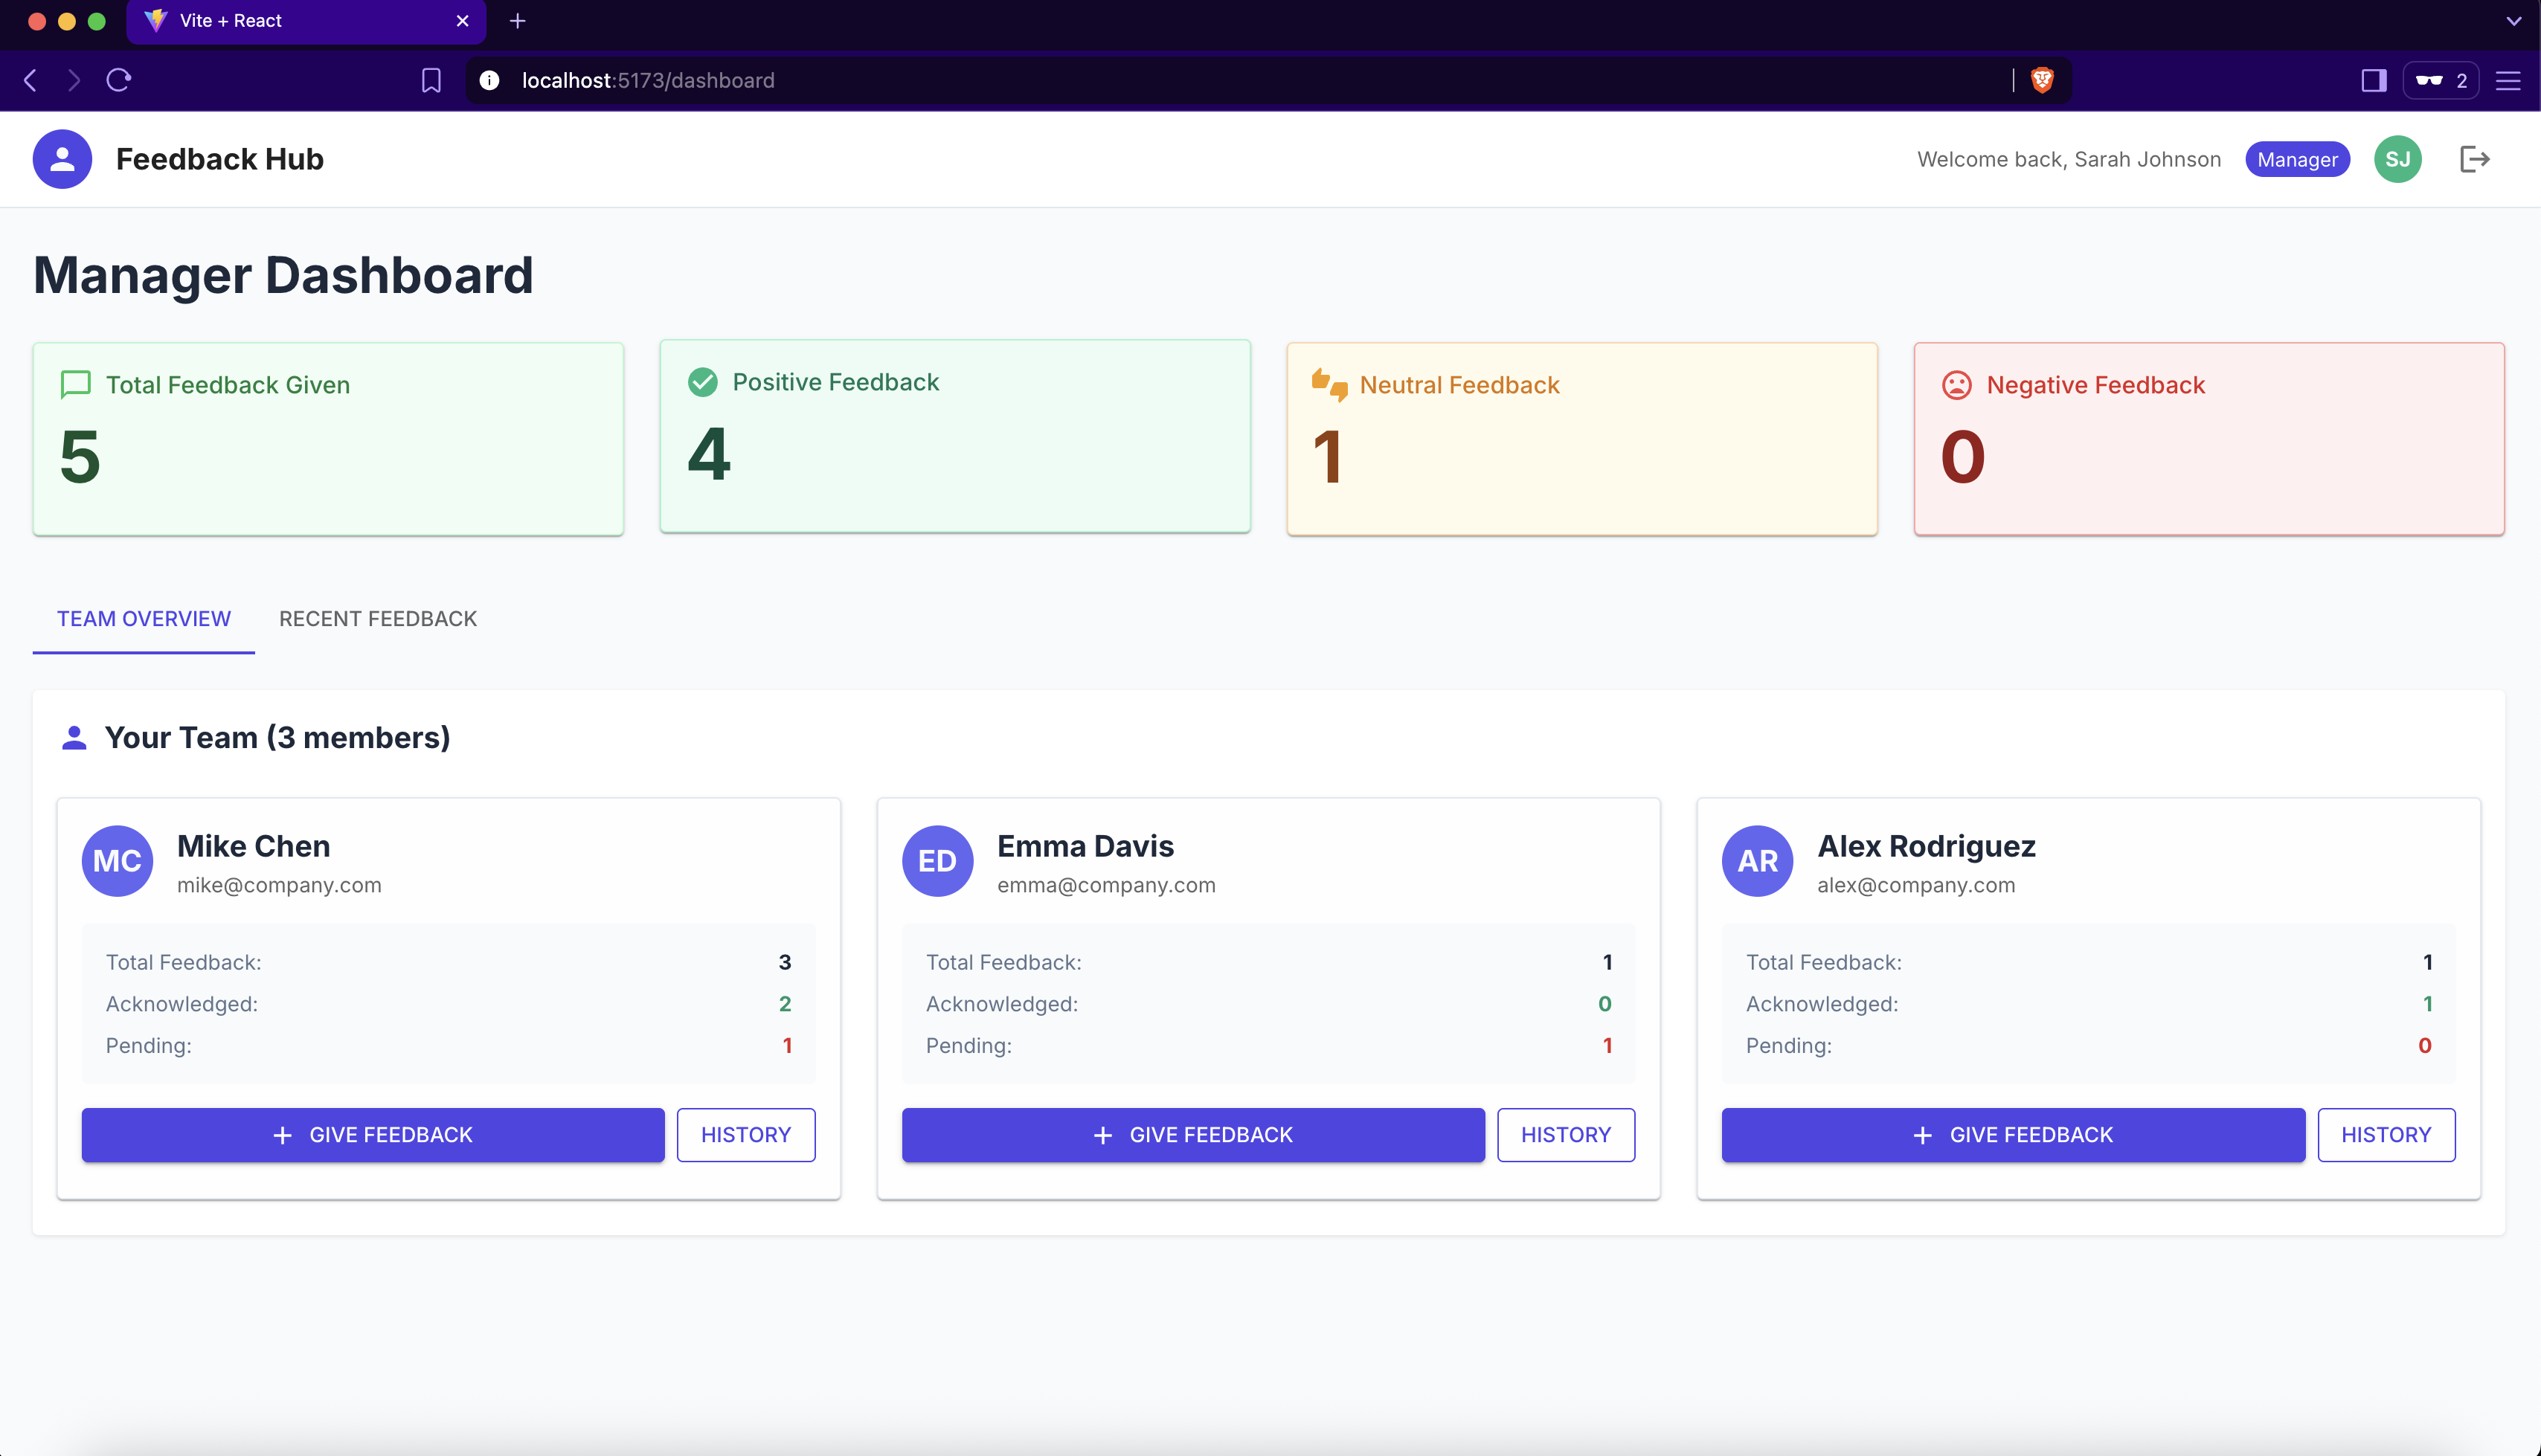 Vite + React
localhost:5173/dashboard
2
Feedback Hub
Welcome back, Sarah Johnson
Manager
SJ
Manager Dashboard
Total Feedback Given
5
Positive Feedback
4
Neutral Feedback
1
Negative Feedback
0
TEAM OVERVIEW
RECENT FEEDBACK
Your Team (3 members)
MC
Mike Chen
mike@company.com
Total Feedback: 3
Acknowledged: 2
Pending: 1
GIVE FEEDBACK
HISTORY
ED
Emma Davis
emma@company.com
Total Feedback: 1
Acknowledged: 0
Pending: 1
GIVE FEEDBACK
HISTORY
AR
Alex Rodriguez
alex@company.com
Total Feedback: 1
Acknowledged: 1
Pending: 0
GIVE FEEDBACK
HISTORY